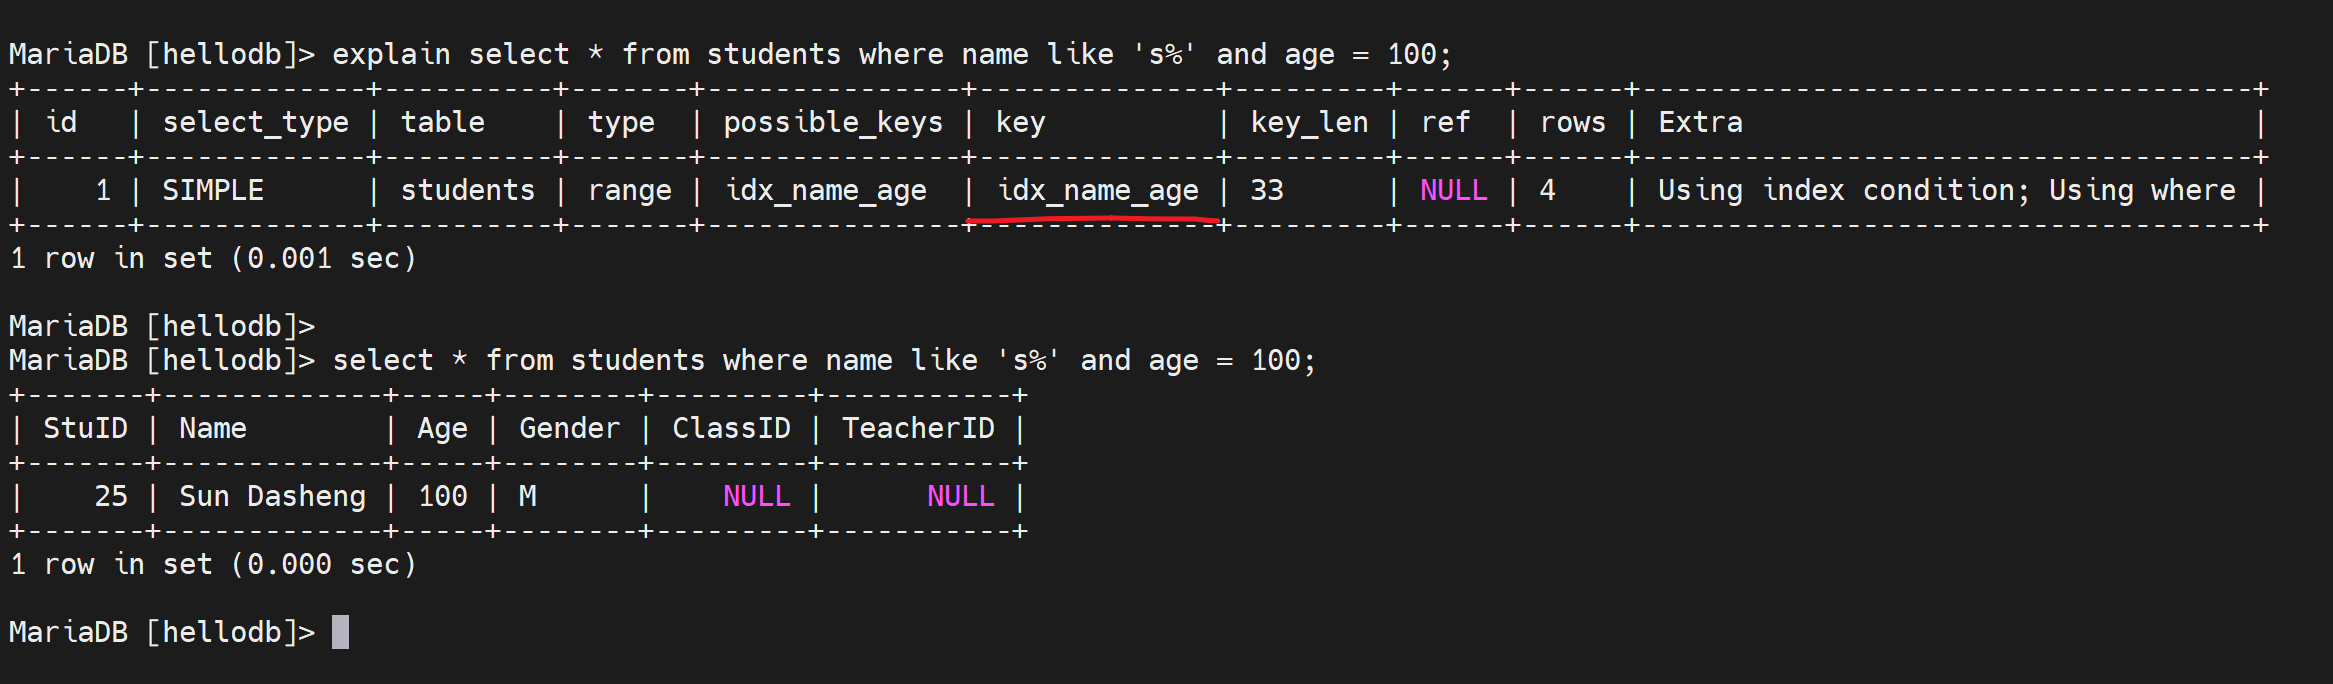 MariaDB [hellodb]> explain select * from students where name like 's%' and age = 100;
+------+-------------+----------+-------+---------------+--------------+---------+------+------+------------------------------------+
| id   | select_type | table    | type  | possible_keys | key          | key_len | ref  | rows | Extra                              |
+------+-------------+----------+-------+---------------+--------------+---------+------+------+------------------------------------+
|    1 | SIMPLE      | students | range | idx_name_age  | idx_name_age | 33      | NULL | 4    | Using index condition; Using where |
+------+-------------+----------+-------+---------------+--------------+---------+------+------+------------------------------------+
1 row in set (0.001 sec)
MariaDB [hellodb]>
MariaDB [hellodb]> select * from students where name like 's%' and age = 100;
+-------+-------------+-----+--------+---------+-----------+
| StuID | Name        | Age | Gender | ClassID | TeacherID |
+-------+-------------+-----+--------+---------+-----------+
|    25 | Sun Dasheng | 100 | M      |    NULL |      NULL |
+-------+-------------+-----+--------+---------+-----------+
1 row in set (0.000 sec)
MariaDB [hellodb]>